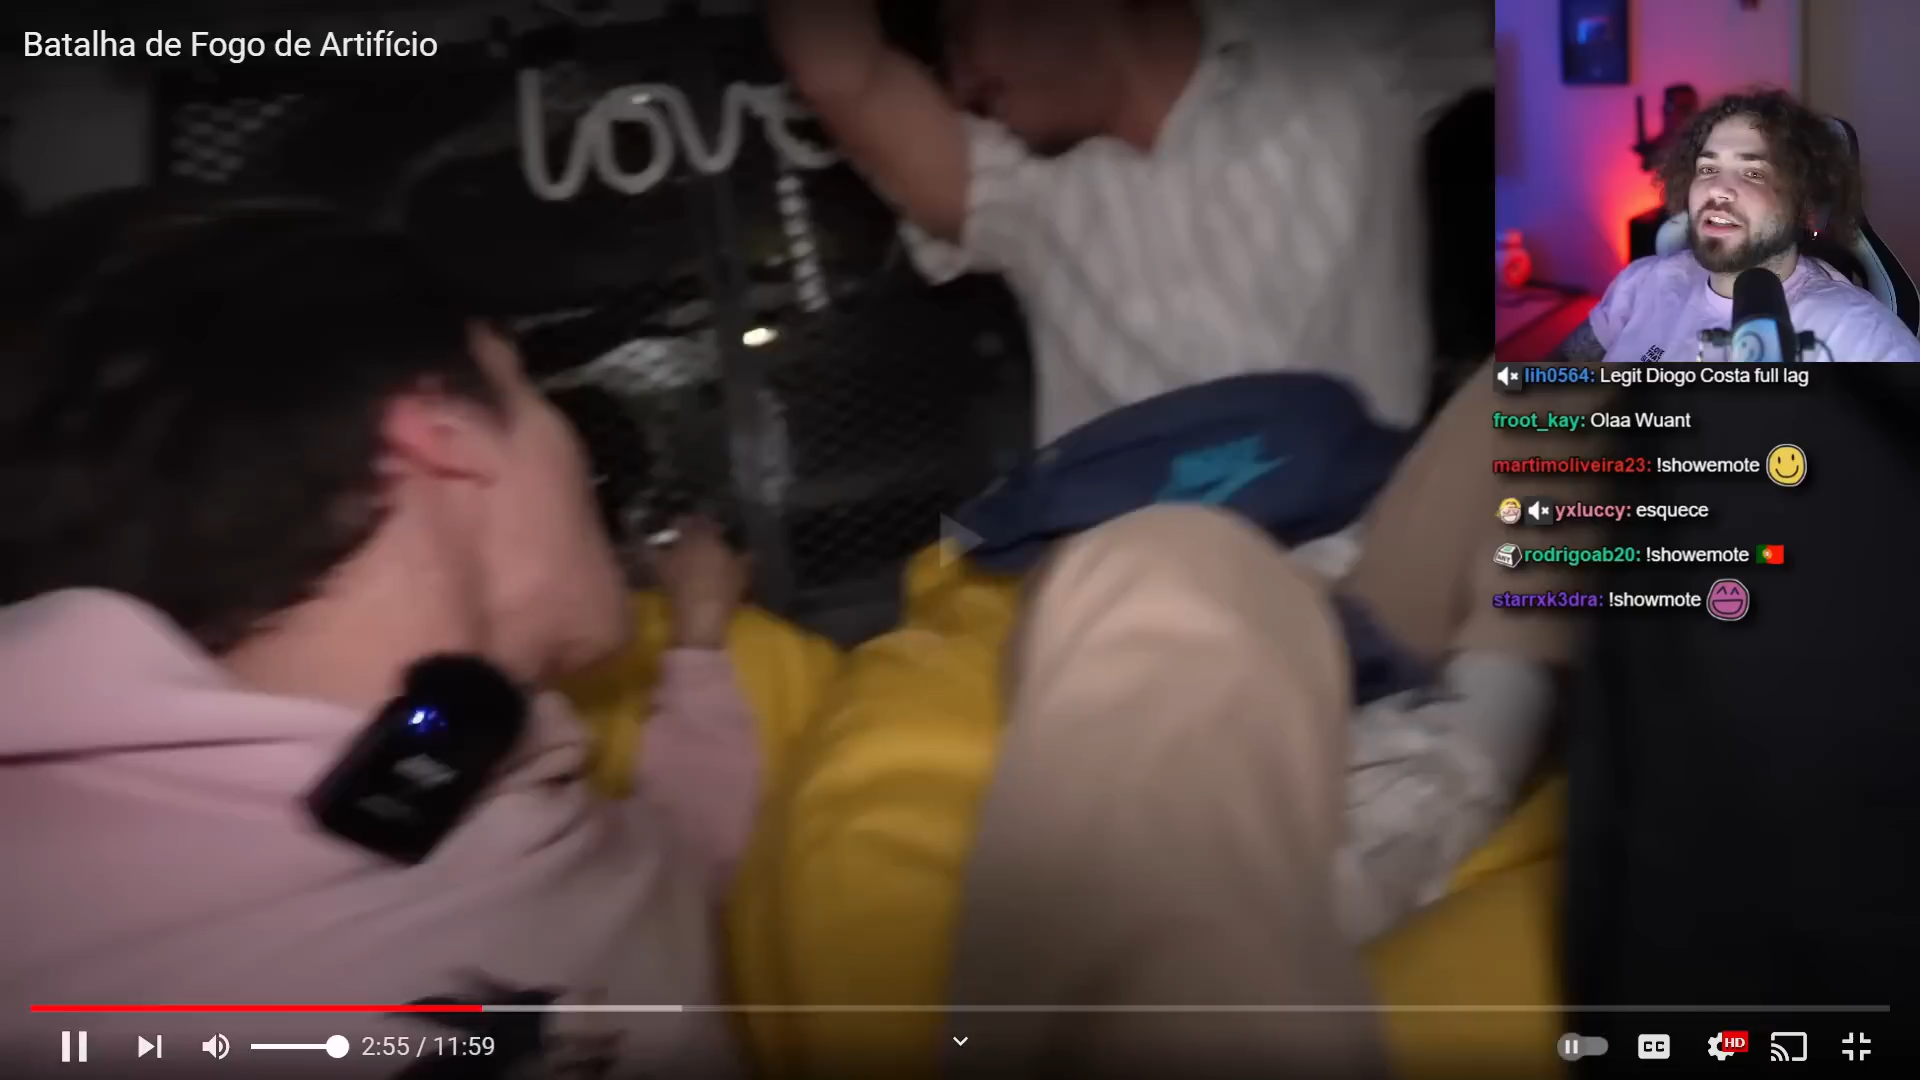 Batalha de Fogo de Artifício
love
lih0564: Legit Diogo Costa full lag
froot_kay: Olaa Wuant
martimoliveira23: !showemote
yxluccy: esquece
rodrigoab20: !showemote
starrxk3dra: !showmote
2:55 / 11:59
CC
HD